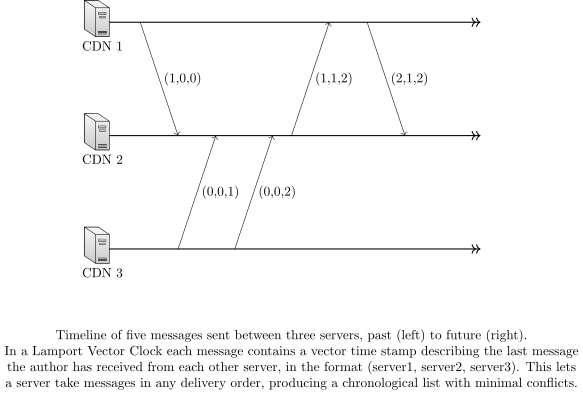 CDN 1
(1,0,0)
(1,1,2)
(2,1,2)
CDN 2
(0,0,1)
(0,0,2)
CDN 3
Timeline of five messages sent between three servers, past (left) to future (right).
In a Lamport Vector Clock each message contains a vector time stamp describing the last message
the author has received from each other server, in the format (server1, server2, server3). This lets
a server take messages in any delivery order, producing a chronological list with minimal conflicts.